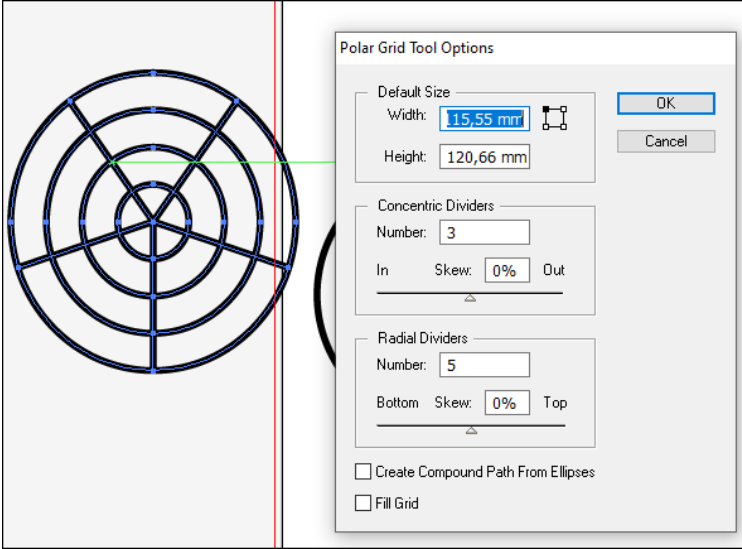 Polar Grid Tool Options
Default Size
Width: 115,55 mm
Height: 120,66 mm
OK
Cancel
Concentric Dividers
Number: 3
In Skew: 0% Out
Radial Dividers
Number: 5
Bottom Skew: 0% Top
Create Compound Path From Ellipses
Fill Grid